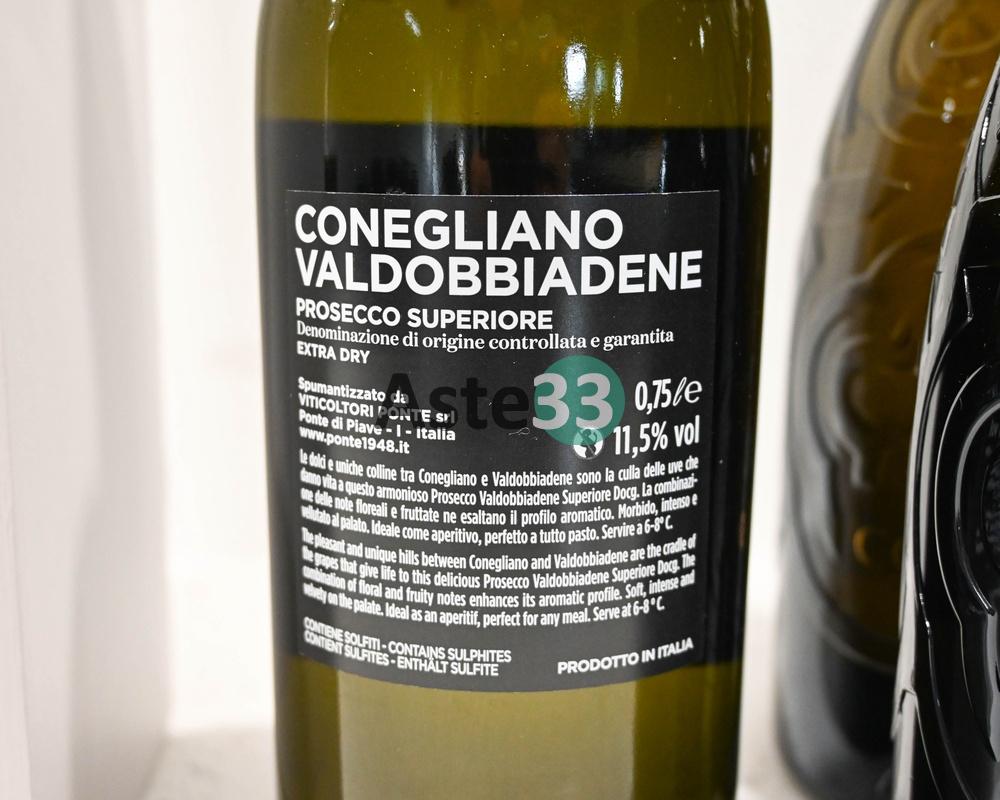 CONEGLIANO
VALDOBBIADENE
PROSECCO SUPERIORE
Denominazione di origine controllata e garantita
EXTRA DRY
Spumantizzato da
VITICOLTORI PONTE srl
Ponte di Piave - I - Italia
www.ponte1948.it
Aste33
0,75 l e
11,5% vol
Le dolci e uniche colline tra Conegliano e Valdobbiadene sono la culla delle uve che
danno vita a questo armonioso Prosecco Valdobbiadene Superiore Docg. La combinazi-
one delle note floreali e fruttate ne esaltano il profilo aromatico. Morbido, intenso e
vellutato al palato. Ideale come aperitivo, perfetto a tutto pasto. Servire a 6-8° C.
The pleasant and unique hills between Conegliano and Valdobbiadene are the cradle of
the grapes that give life to this delicious Prosecco Valdobbiadene Superiore Docg. The
combination of floral and fruity notes enhances its aromatic profile. Soft, intense and
velvety on the palate. Ideal as an aperitif, perfect for any meal. Serve at 6-8 ° C.
CONTIENE SOLFITI - CONTAINS SULPHITES
CONTIENT SULFITES - ENTHÄLT SULFITE
PRODOTTO IN ITALIA